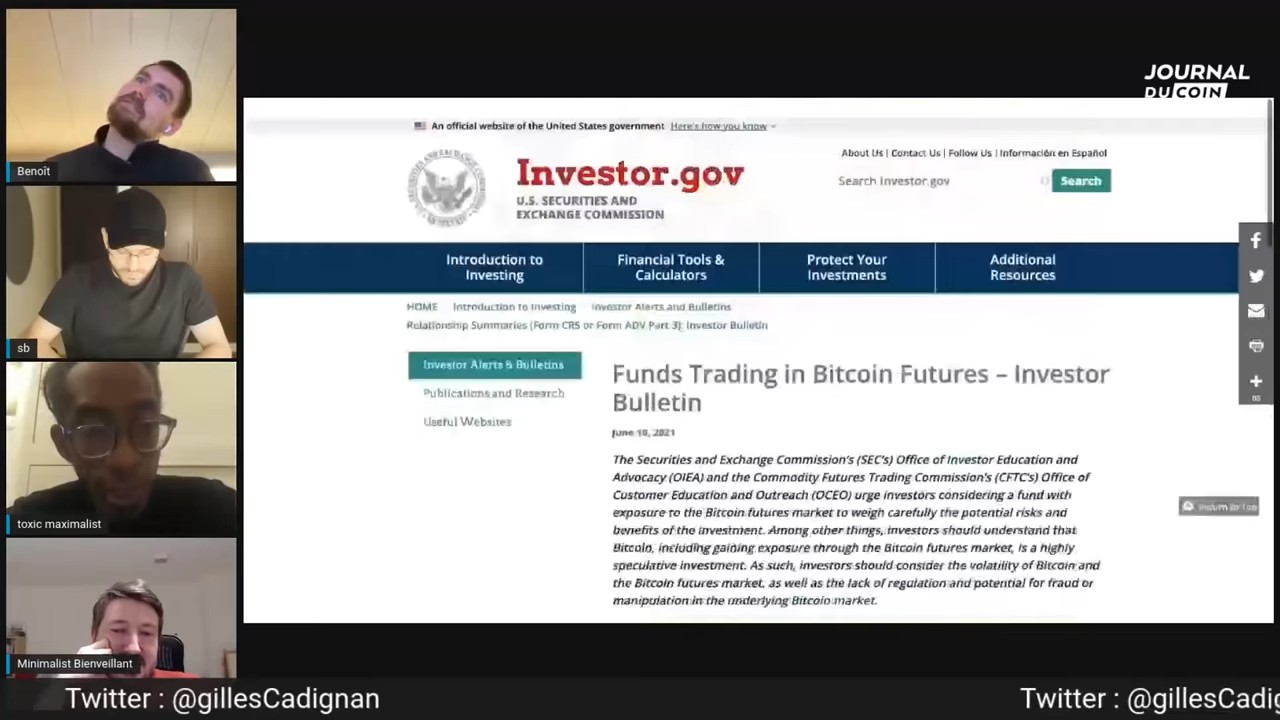 Benoît
sb
toxic maximalist
Minimalist Bienveillant
JOURNAL
DU COIN
An official website of the United States government Here's how you know
Investor.gov
U.S. SECURITIES AND
EXCHANGE COMMISSION
About Us | Contact Us | Follow Us | Información en Español
Search Investor.gov
Search
Introduction to
Investing
Financial Tools &
Calculators
Protect Your
Investments
Additional
Resources
HOME Introduction to Investing Investor Alerts and Bulletins
Relationship Summaries (Form CRS or Form ADV Part 3): Investor Bulletin
Investor Alerts & Bulletins
Publications and Research
Useful Websites
Funds Trading in Bitcoin Futures – Investor
Bulletin
June 10, 2021
The Securities and Exchange Commission's (SEC's) Office of Investor Education and
Advocacy (OIEA) and the Commodity Futures Trading Commission's (CFTC's) Office of
Customer Education and Outreach (OCEO) urge investors considering a fund with
exposure to the Bitcoin futures market to weigh carefully the potential risks and
benefits of the investment. Among other things, investors should understand that
Bitcoin, including gaining exposure through the Bitcoin futures market, is a highly
speculative investment. As such, investors should consider the volatility of Bitcoin and
the Bitcoin futures market, as well as the lack of regulation and potential for fraud or
manipulation in the underlying Bitcoin market.
Return to Top
Twitter : @gillesCadignan
Twitter : @gillesCadig